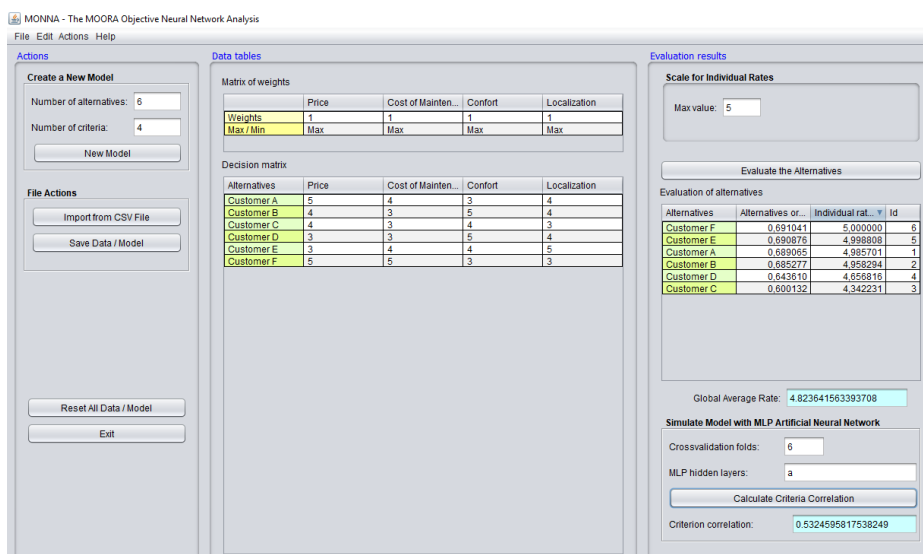 MONNA - The MOORA Objective Neural Network Analysis
File Edit Actions Help
Actions
Create a New Model
Number of alternatives: 6
Number of criteria: 4
New Model
File Actions
Import from CSV File
Save Data / Model
Reset All Data / Model
Exit
Data tables
Matrix of weights
Price Cost of Mainten... Confort Localization
Weights 1 1 1 1
Max / Min Max Max Max Max
Decision matrix
Alternatives Price Cost of Mainten... Confort Localization
Customer A 5 4 3 4
Customer B 4 3 5 4
Customer C 4 3 4 3
Customer D 3 3 5 4
Customer E 3 4 4 5
Customer F 5 5 3 3
Evaluation results
Scale for Individual Rates
Max value: 5
Evaluate the Alternatives
Evaluation of alternatives
Alternatives Alternatives or... Individual rat... Id
Customer F 0,691041 5,000000 6
Customer E 0,690876 4,998808 5
Customer A 0,689065 4,985701 1
Customer B 0,685277 4,958294 2
Customer D 0,643610 4,656816 4
Customer C 0,600132 4,342231 3
Global Average Rate: 4.823641563393708
Simulate Model with MLP Artificial Neural Network
Crossvalidation folds: 6
MLP hidden layers: a
Calculate Criteria Correlation
Criterion correlation: 0.5324595817538249